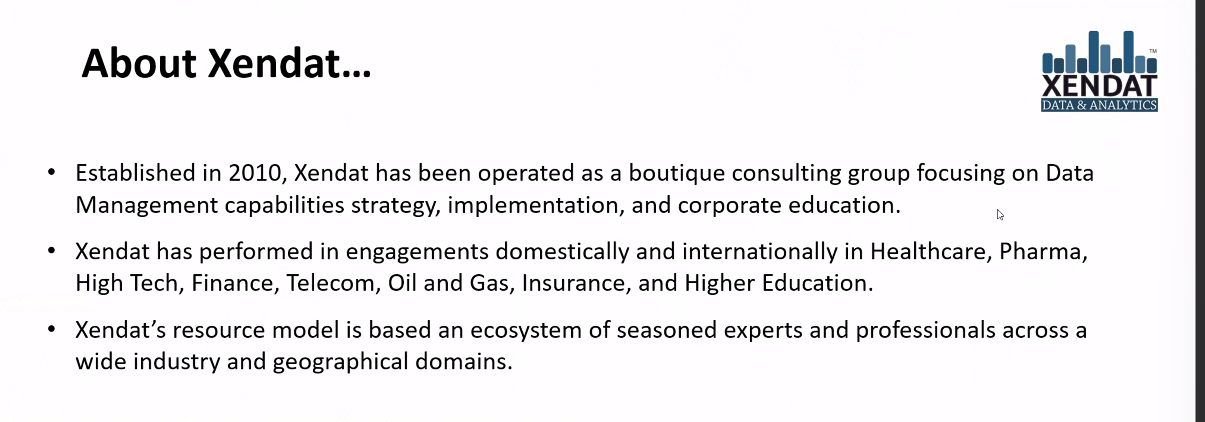 About Xendat...
XENDAT™
DATA & ANALYTICS
• Established in 2010, Xendat has been operated as a boutique consulting group focusing on Data
Management capabilities strategy, implementation, and corporate education.
• Xendat has performed in engagements domestically and internationally in Healthcare, Pharma,
High Tech, Finance, Telecom, Oil and Gas, Insurance, and Higher Education.
• Xendat’s resource model is based an ecosystem of seasoned experts and professionals across a
wide industry and geographical domains.